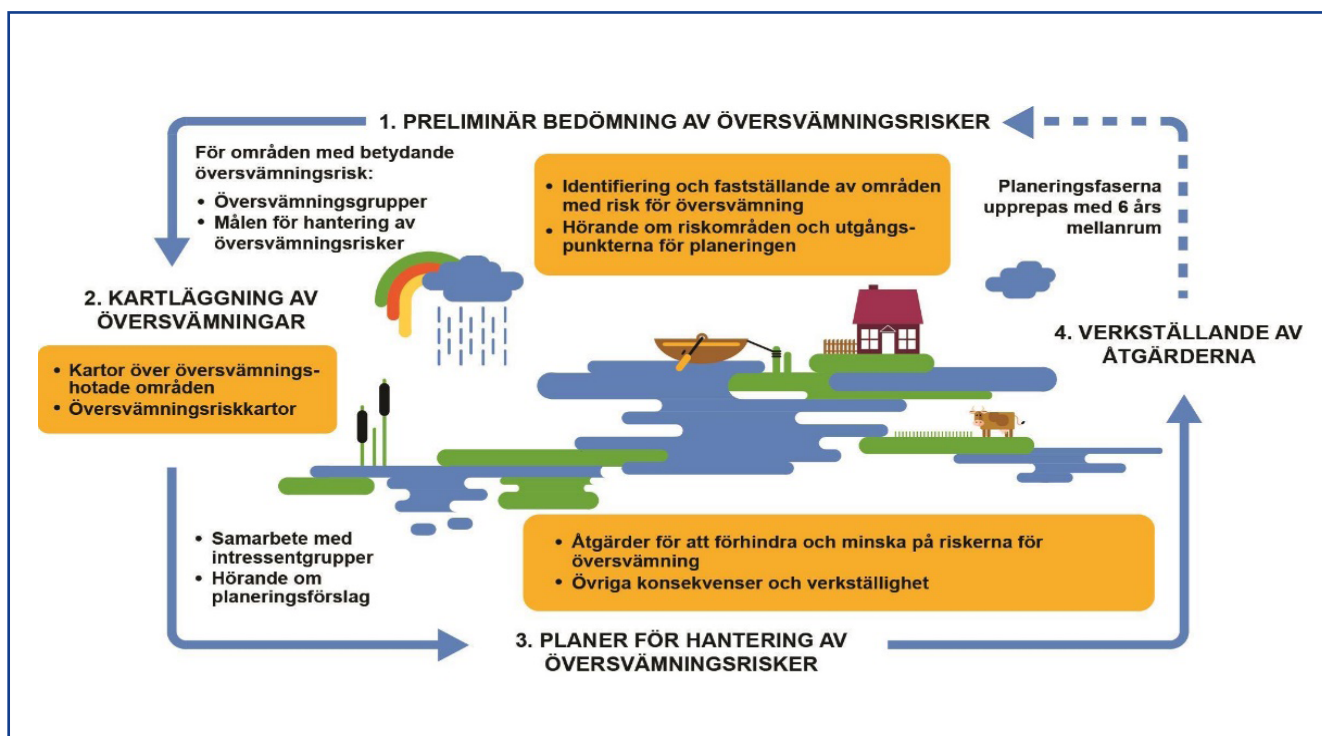 1. PRELIMINÄR BEDÖMNING AV ÖVERSVÄMNINGSRISKER
För områden med betydande
översvämningsrisk:
• Översvämningsgrupper
• Målen för hantering av
översvämningsrisker
• Identifiering och fastställande av områden
med risk för översvämning
• Hörande om riskområden och utgångs-
punkterna för planeringen
Planeringsfaserna
upprepas med 6 års
mellanrum
2. KARTLÄGGNING AV
ÖVERSVÄMNINGAR
• Kartor över översvämnings-
hotade områden
• Översvämningsriskkartor
4. VERKSTÄLLANDE AV
ÅTGÄRDERNA
• Samarbete med
intressentgrupper
• Hörande om
planeringsförslag
• Åtgärder för att förhindra och minska på riskerna för
översvämning
• Övriga konsekvenser och verkställighet
3. PLANER FÖR HANTERING AV
ÖVERSVÄMNINGSRISKER